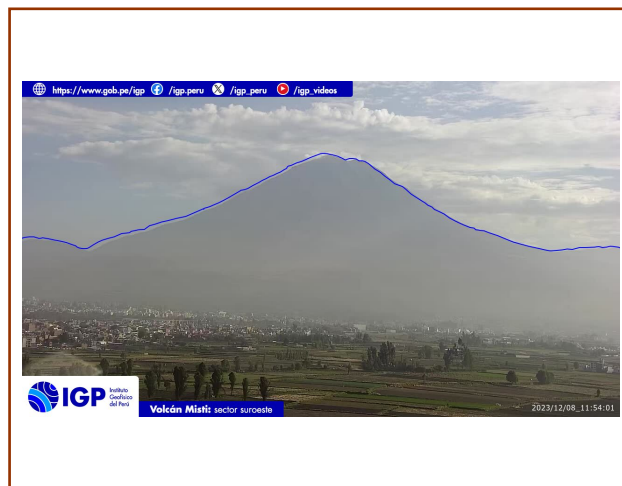 https://www.gob.pe/igp /igp.peru /igp_peru /igp_videos
IGP
Instituto
Geofísico
del Perú
Volcán Misti: sector suroeste
2023/12/08_11:54:01